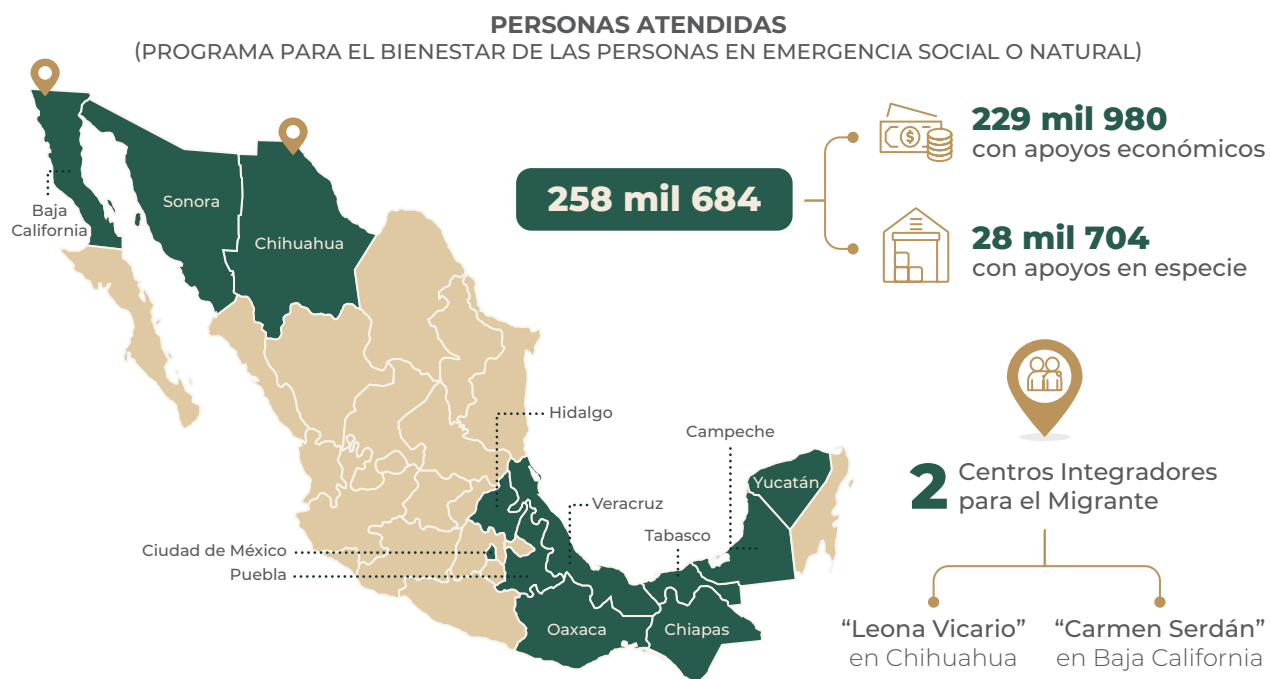 PERSONAS ATENDIDAS
(PROGRAMA PARA EL BIENESTAR DE LAS PERSONAS EN EMERGENCIA SOCIAL O NATURAL)
Baja
California
Sonora
Chihuahua
Hidalgo
Campeche
Yucatán
Veracruz
Tabasco
Ciudad de México
Puebla
Oaxaca
Chiapas
258 mil 684
229 mil 980
con apoyos económicos
28 mil 704
con apoyos en especie
2 Centros Integradores
para el Migrante
“Leona Vicario”
en Chihuahua
“Carmen Serdán”
en Baja California